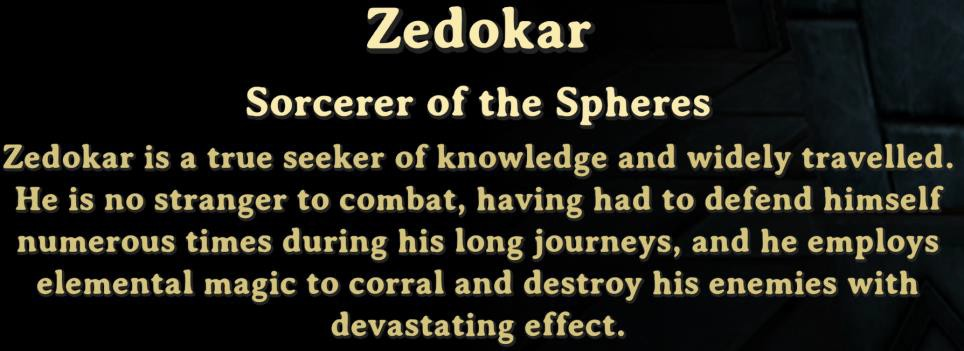 Zedokar
Sorcerer of the Spheres
Zedokar is a true seeker of knowledge and widely travelled.
He is no stranger to combat, having had to defend himself
numerous times during his long journeys, and he employs
elemental magic to corral and destroy his enemies with
devastating effect.